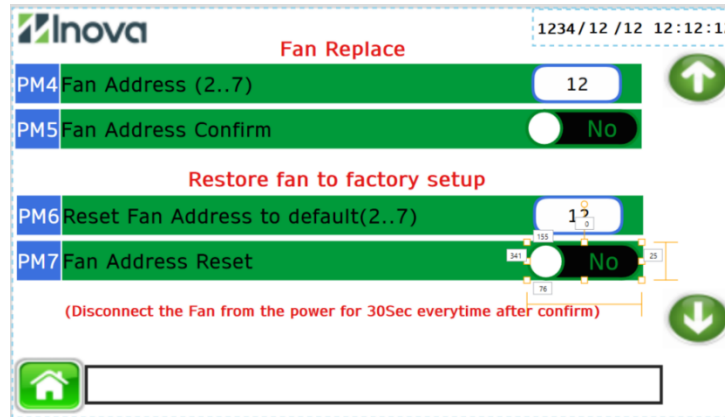 Inova
1234/12/12 12:12:1
Fan Replace
PM4 Fan Address (2..7) 12
PM5 Fan Address Confirm No
Restore fan to factory setup
PM6 Reset Fan Address to default(2..7) 12
0
155
PM7 Fan Address Reset 341 No 25
76
(Disconnect the Fan from the power for 30Sec everytime after confirm)